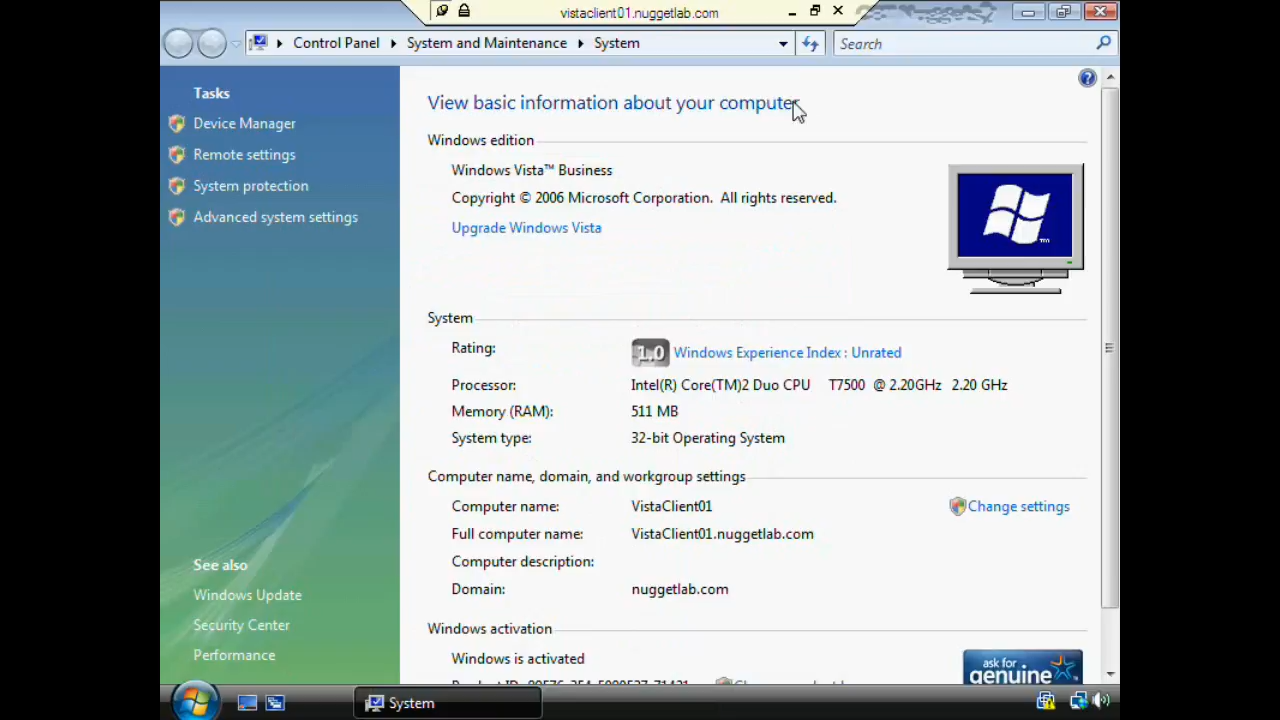 vistaclient01.nuggetlab.com
Control Panel System and Maintenance System
Search
Tasks
Device Manager
Remote settings
System protection
Advanced system settings
See also
Windows Update
Security Center
Performance
View basic information about your computer
Windows edition
Windows Vista™ Business
Copyright © 2006 Microsoft Corporation. All rights reserved.
Upgrade Windows Vista
System
Rating: 1.0 Windows Experience Index : Unrated
Processor: Intel(R) Core(TM)2 Duo CPU T7500 @ 2.20GHz 2.20 GHz
Memory (RAM): 511 MB
System type: 32-bit Operating System
Computer name, domain, and workgroup settings
Computer name: VistaClient01 Change settings
Full computer name: VistaClient01.nuggetlab.com
Computer description:
Domain: nuggetlab.com
Windows activation
Windows is activated
ask for
genuine
System